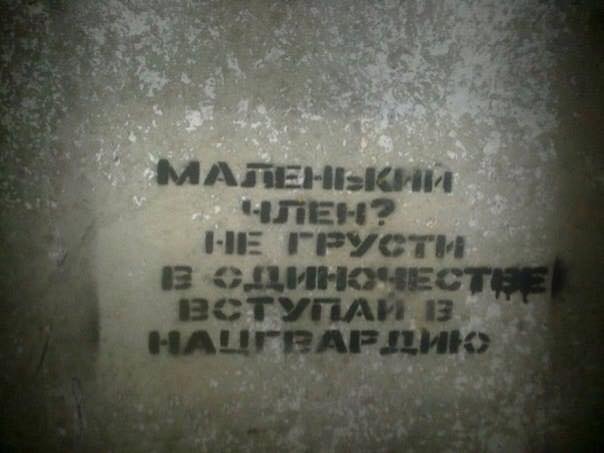 МАЛЕНЬКИЙ
ЧЛЕН?
НЕ ГРУСТИ
В ОДИНОЧЕСТВЕ
ВСТУПАЙ В
НАЦГВАРДИЮ